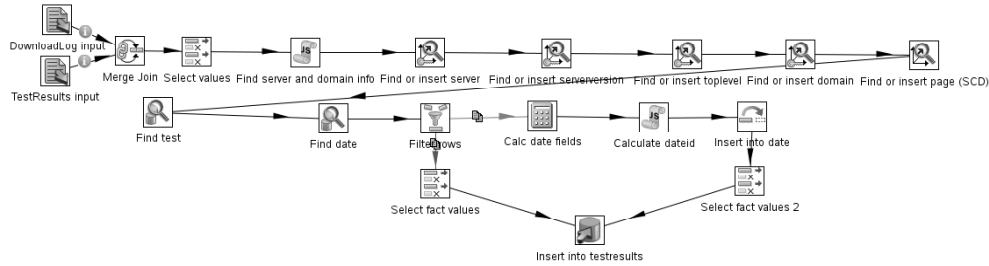 DownloadLog input
Merge Join
Select values
Find server and domain info
Find or insert server
Find or insert serverversion
Find or insert toplevel
Find or insert domain
Find or insert page (SCD)
TestResults input
Find test
Find date
Filter rows
Calc date fields
Calculate dateid
Insert into date
Select fact values
Select fact values 2
Insert into testresults
JS
JS